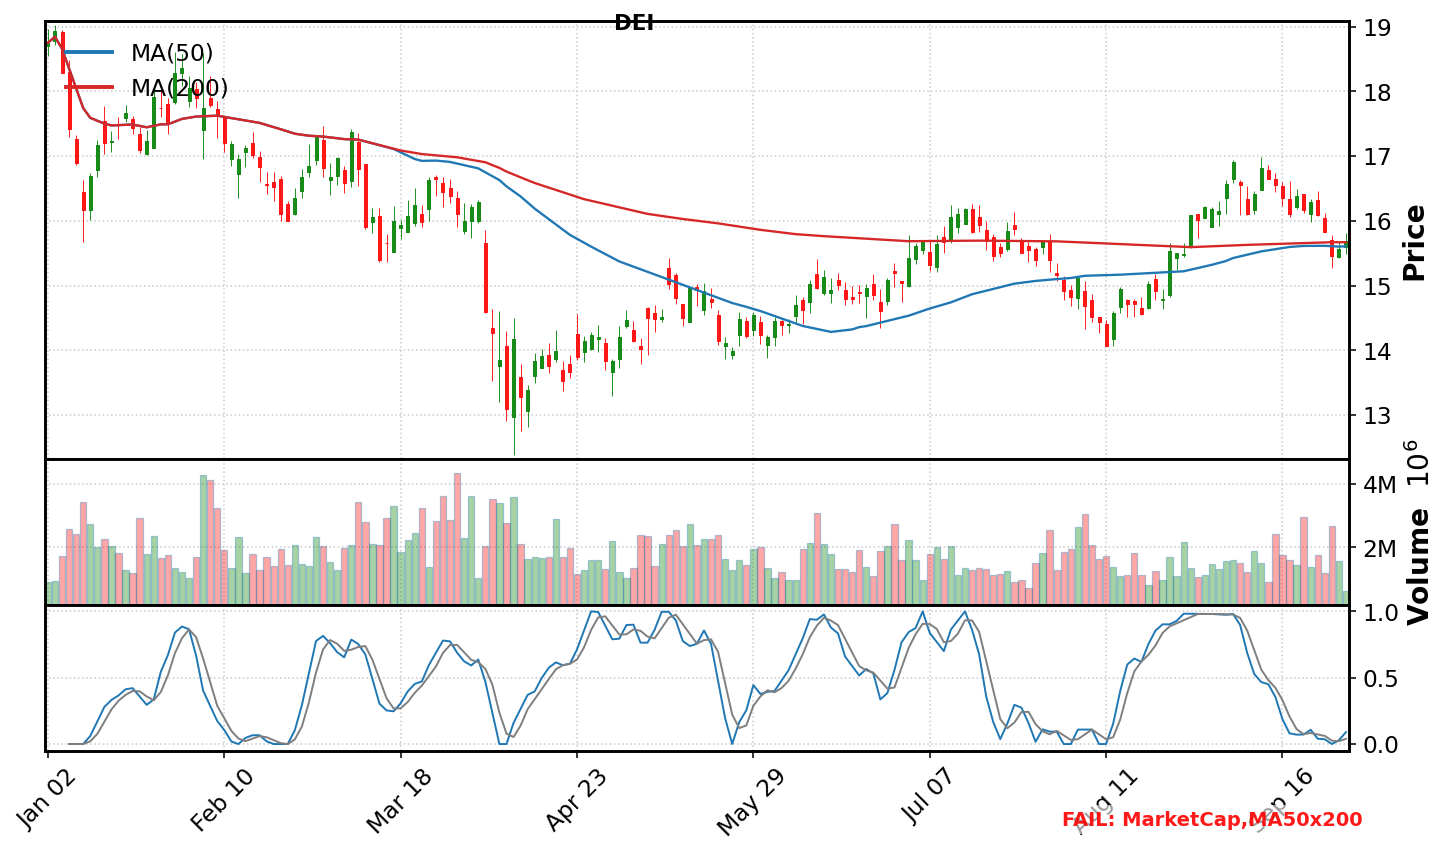 DEI
MA(50)
MA(200)
19
18
17
16
15
14
13
Price
4M
2M
Volume 10^6
1.0
0.5
0.0
Jan 02
Feb 10
Mar 18
Apr 23
May 29
Jul 07
Aug 11
Sep 16
FAIL: MarketCap,MA50x200